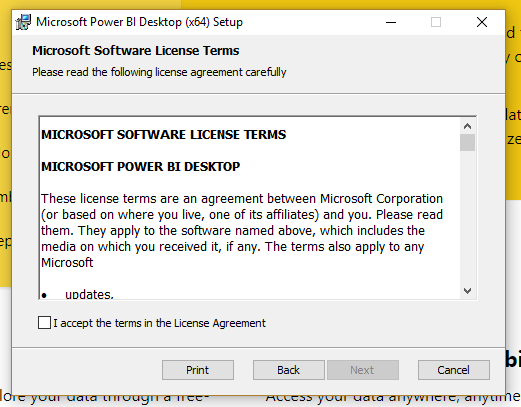 Microsoft Power BI Desktop (x64) Setup
Microsoft Software License Terms
Please read the following license agreement carefully
MICROSOFT SOFTWARE LICENSE TERMS
MICROSOFT POWER BI DESKTOP
These license terms are an agreement between Microsoft Corporation
(or based on where you live, one of its affiliates) and you. Please read
them. They apply to the software named above, which includes the
media on which you received it, if any. The terms also apply to any
Microsoft
• updates,
I accept the terms in the License Agreement
Print Back Next Cancel
your data through a free-
Access your data anywhere, anytime